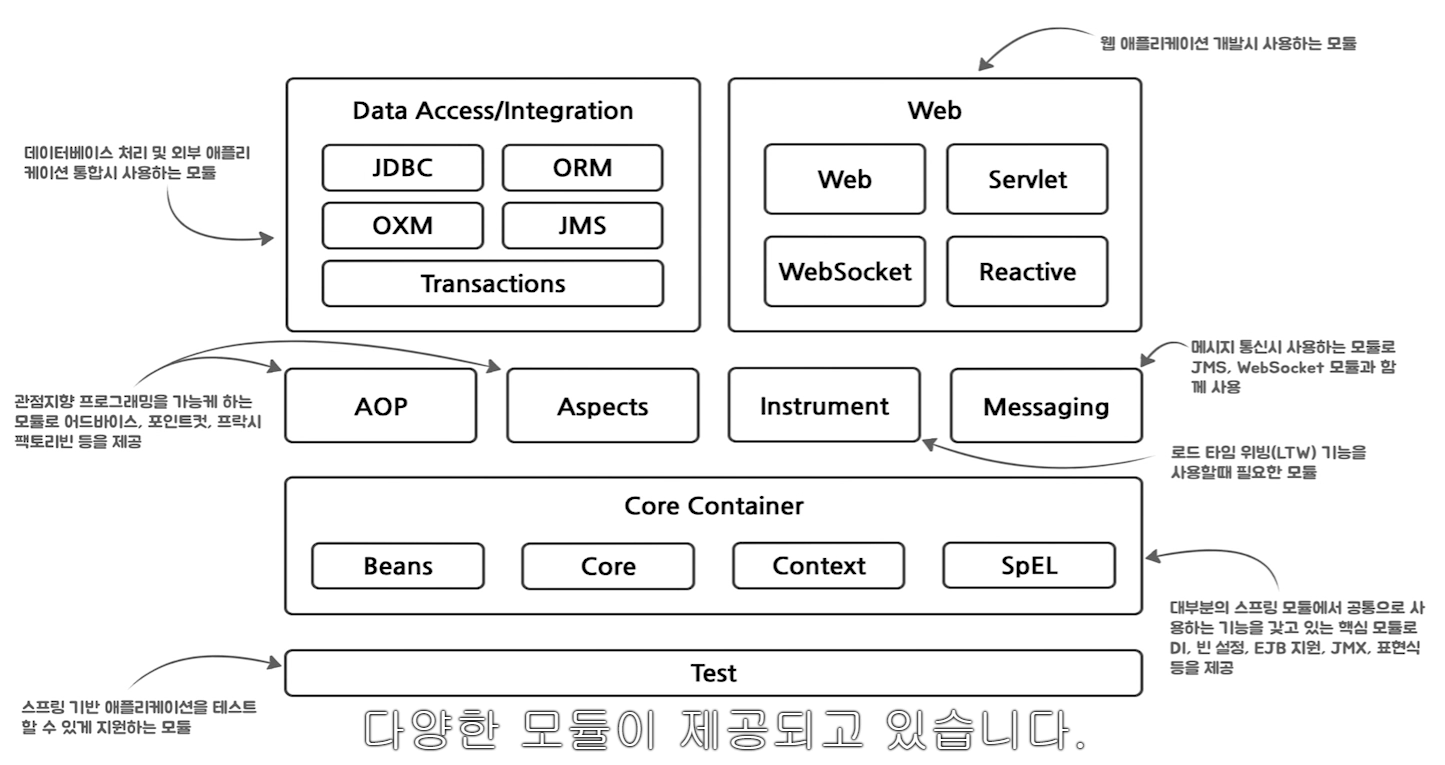 웹 애플리케이션 개발시 사용하는 모듈
Data Access/Integration
Web
데이터베이스 처리 및 외부 애플리
케이션 통합시 사용하는 모듈
JDBC
ORM
Web
Servlet
OXM
JMS
WebSocket
Reactive
Transactions
메시지 통신시 사용하는 모듈로
JMS, WebSocket 모듈과 함
께 사용
관점지향 프로그래밍을 가능케 하는
모듈로 어드바이스, 포인트컷, 프락시
팩토리빈 등을 제공
AOP
Aspects
Instrument
Messaging
로드 타임 위빙(LTW) 기능을
사용할때 필요한 모듈
Core Container
Beans
Core
Context
SpEL
대부분의 스프링 모듈에서 공통으로 사
용하는 기능을 갖고 있는 핵심 모듈로
DI, 빈 설정, EJB 지원, JMX, 표현식
등을 제공
Test
스프링 기반 애플리케이션을 테스트
할 수 있게 지원하는 모듈
다양한 모듈이 제공되고 있습니다.